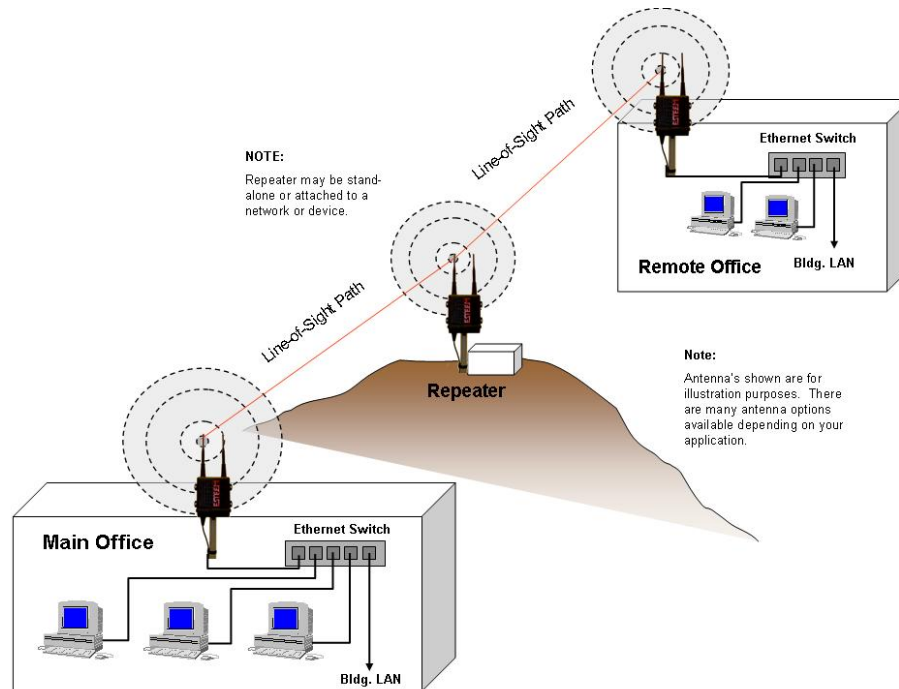 Ethernet Switch
Line-of-Sight Path
NOTE:
Repeater may be stand-
alone or attached to a
network or device.
Remote Office
Bldg. LAN
Line-of-Sight Path
Repeater
Note:
Antenna's shown are for
illustration purposes. There
are many antenna options
available depending on your
application.
Main Office
Ethernet Switch
Bldg. LAN